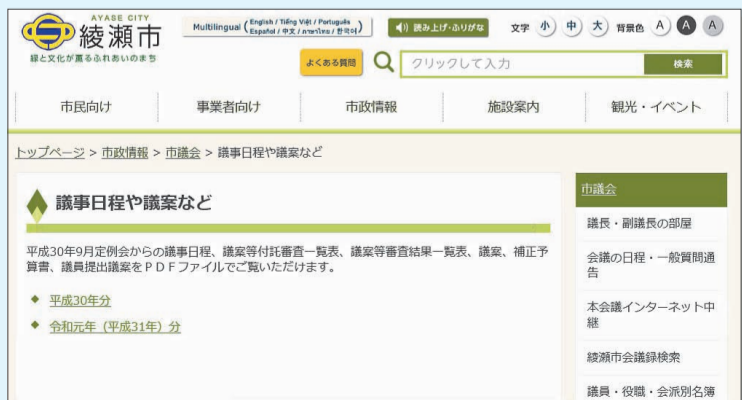 AYASE CITY
綾瀬市
緑と文化が薫るふれあいのまち
Multilingual ( English / Tiếng Việt / Português
Español / 中文 / ภาษาไทย / 한국어 )
読み上げ・ふりがな
文字 小 中 大 背景色 A A A
よくある質問
クリックして入力
検索
市民向け 事業者向け 市政情報 施設案内 観光・イベント
トップページ > 市政情報 > 市議会 > 議事日程や議案など
議事日程や議案など
平成30年9月定例会からの議事日程、議案等付託審査一覧表、議案等審査結果一覧表、議案、補正予
算書、議員提出議案をPDFファイルでご覧いただけます。
平成30年分
令和元年（平成31年）分
市議会
議長・副議長の部屋
会議の日程・一般質問通
告
本会議インターネット中
継
綾瀬市会議録検索
議員・役職・会派別名簿